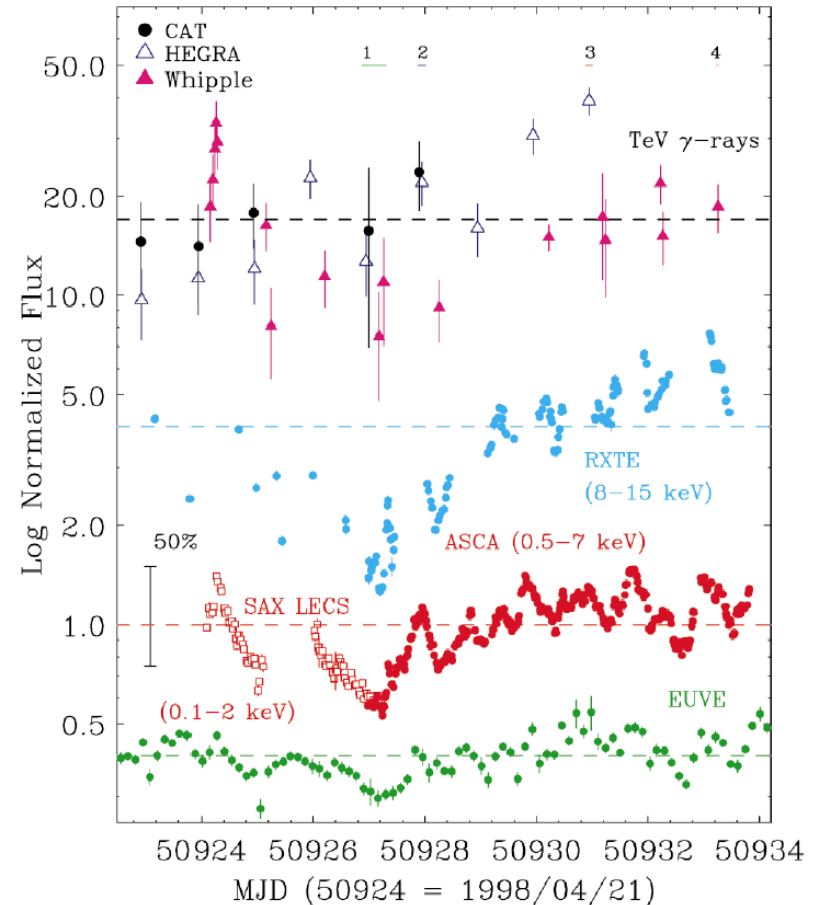 CAT
HEGRA
Whipple
1
2
3
4
TeV γ-rays
50.0
20.0
10.0
5.0
2.0
1.0
0.5
Log Normalized Flux
RXTE
(8-15 keV)
50%
ASCA (0.5-7 keV)
SAX LECS
(0.1-2 keV)
EUVE
50924
50926
50928
50930
50932
50934
MJD (50924 = 1998/04/21)